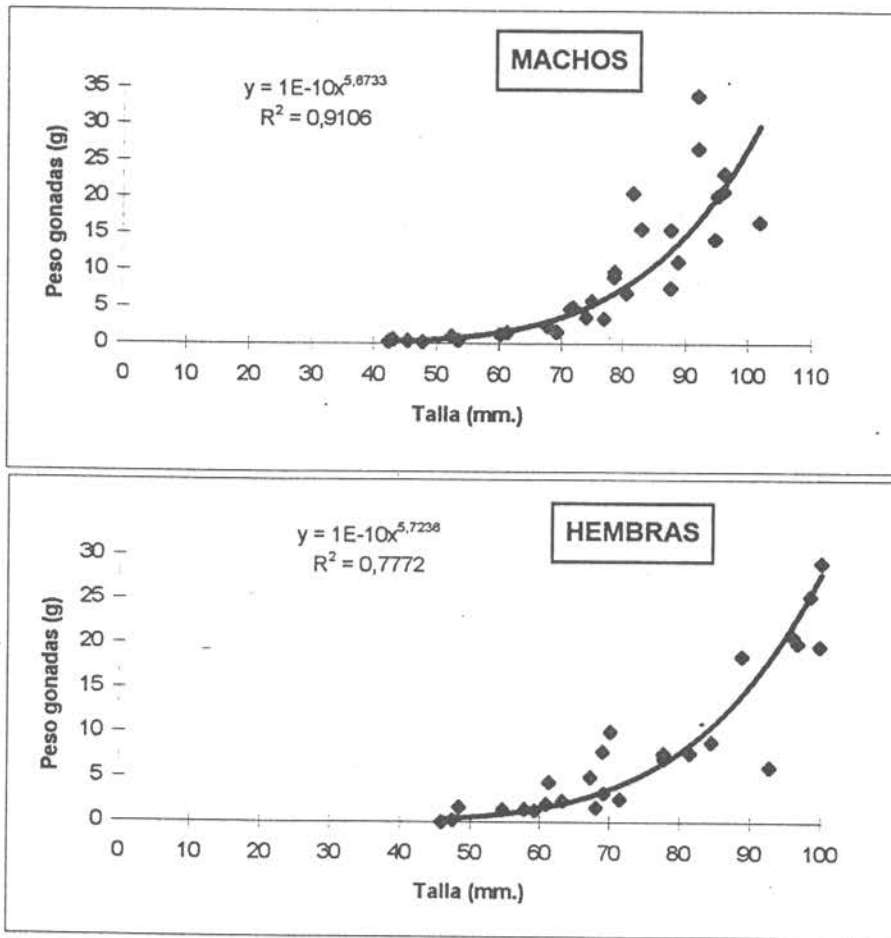 MACHOS
y = 1E-10x^5,6733
R² = 0,9106
Peso gonadas (g)
35
30
25
20
15
10
5
0
0 10 20 30 40 50 60 70 80 90 100 110
Talla (mm.)
HEMBRAS
y = 1E-10x^5,7236
R² = 0,7772
Peso gonadas (g)
30
25
20
15
10
5
0
0 10 20 30 40 50 60 70 80 90 100
Talla (mm.)